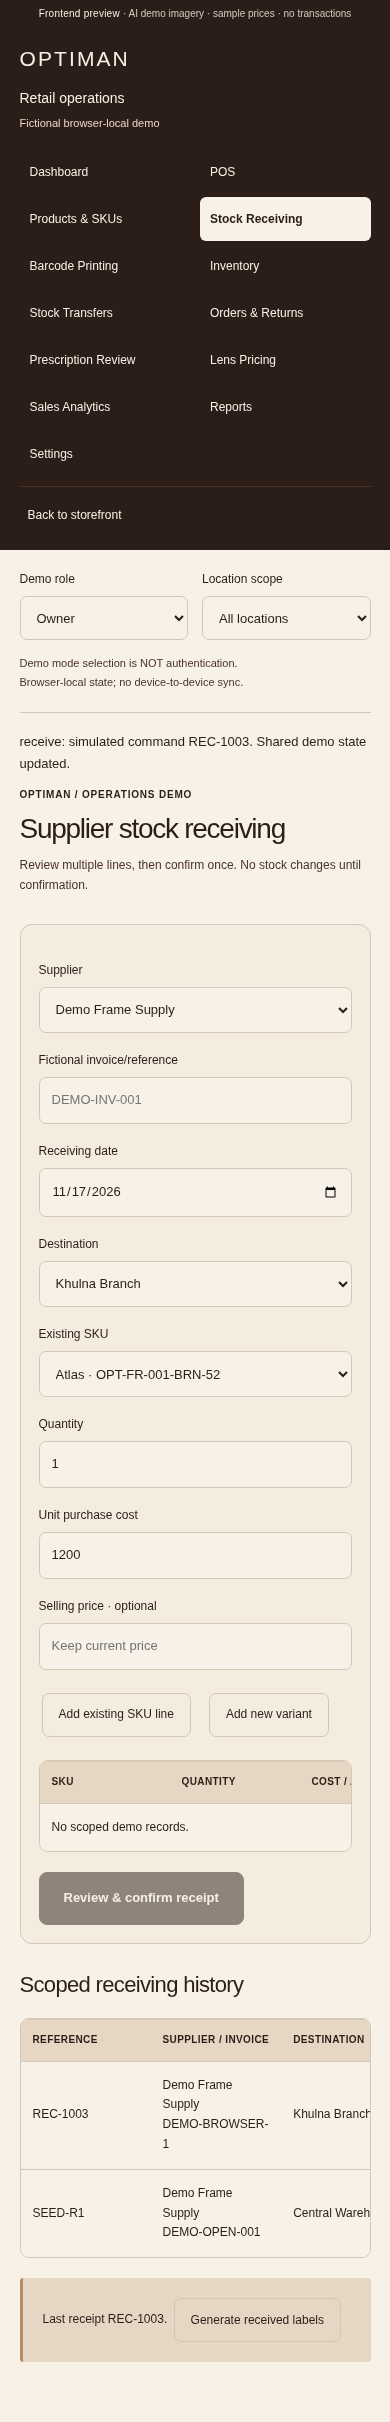 Frontend preview · AI demo imagery · sample prices · no transactions
OPTIMAN
Retail operations
Fictional browser-local demo
Dashboard
POS
Products & SKUs
Stock Receiving
Barcode Printing
Inventory
Stock Transfers
Orders & Returns
Prescription Review
Lens Pricing
Sales Analytics
Reports
Settings
Back to storefront
Demo role
Location scope
Owner
All locations
Demo mode selection is NOT authentication.
Browser-local state; no device-to-device sync.
receive: simulated command REC-1003. Shared demo state
updated.
OPTIMAN / OPERATIONS DEMO
Supplier stock receiving
Review multiple lines, then confirm once. No stock changes until
confirmation.
Supplier
Demo Frame Supply
Fictional invoice/reference
DEMO-INV-001
Receiving date
11/17/2026
Destination
Khulna Branch
Existing SKU
Atlas · OPT-FR-001-BRN-52
Quantity
1
Unit purchase cost
1200
Selling price · optional
Keep current price
Add existing SKU line
Add new variant
SKU QUANTITY COST /
No scoped demo records.
Review & confirm receipt
Scoped receiving history
REFERENCE SUPPLIER / INVOICE DESTINATION
REC-1003
Demo Frame
Supply
DEMO-BROWSER-
1
Khulna Branch
SEED-R1
Demo Frame
Supply
DEMO-OPEN-001
Central Wareh
Last receipt REC-1003.
Generate received labels